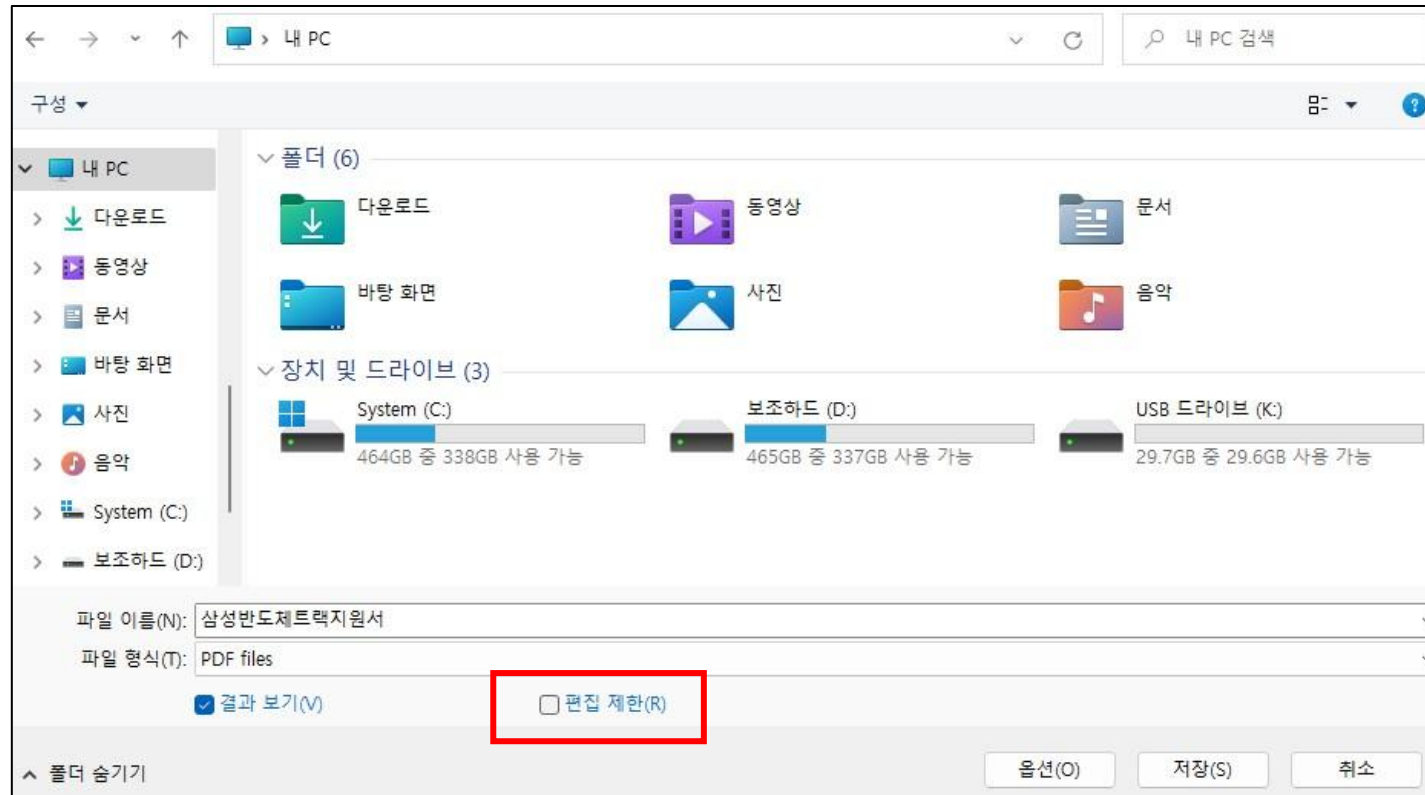 내 PC
내 PC 검색
구성
내 PC
다운로드
동영상
문서
바탕 화면
사진
음악
System (C:)
보조하드 (D:)
폴더 (6)
다운로드
동영상
문서
바탕 화면
사진
음악
장치 및 드라이브 (3)
System (C:)
464GB 중 338GB 사용 가능
보조하드 (D:)
465GB 중 337GB 사용 가능
USB 드라이브 (K:)
29.7GB 중 29.6GB 사용 가능
파일 이름(N): 삼성반도체트랙지원서
파일 형식(T): PDF files
결과 보기(V) 편집 제한(R)
폴더 숨기기 옵션(O) 저장(S) 취소